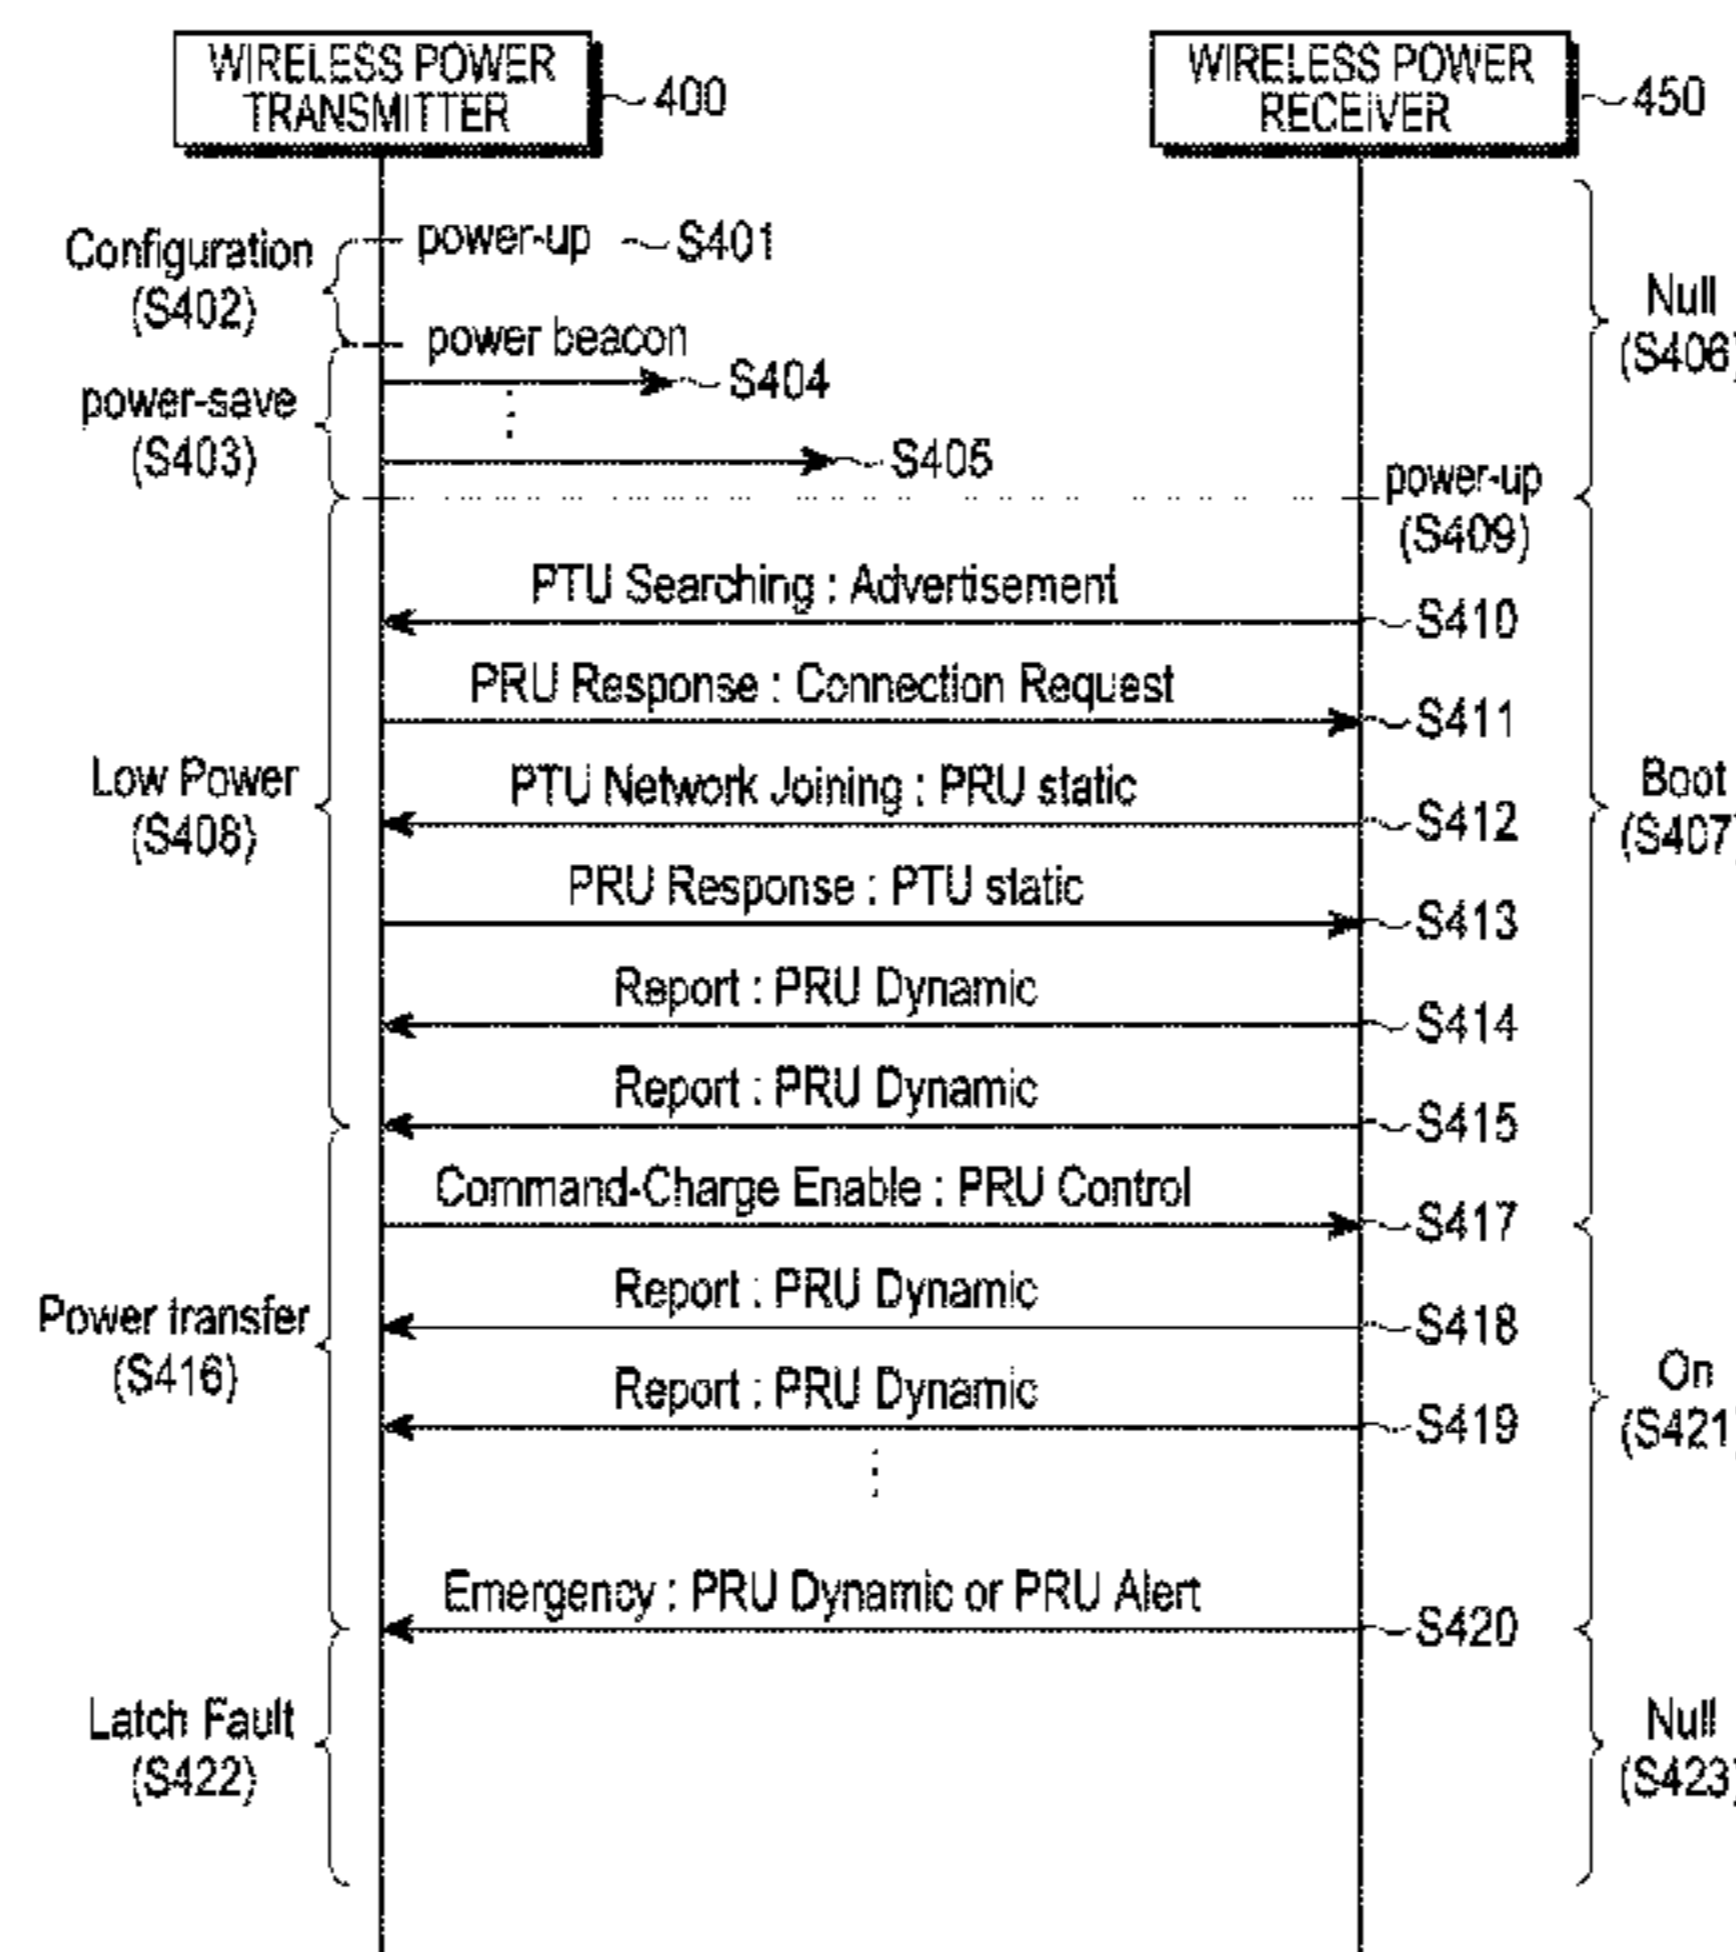 WIRELESS POWER
TRANSMITTER
400
WIRELESS POWER
RECEIVER
450
Configuration
(S402)
power-up
S401
Null
(S406)
power beacon
S404
power-save
(S403)
S405
power-up
(S409)
PTU Searching : Advertisement
S410
PRU Response : Connection Request
S411
Low Power
(S408)
PTU Network Joining : PRU static
S412
Boot
(S407)
PRU Response : PTU static
S413
Report : PRU Dynamic
S414
Report : PRU Dynamic
S415
Command-Charge Enable : PRU Control
S417
Power transfer
(S416)
Report : PRU Dynamic
S418
Report : PRU Dynamic
S419
On
(S421)
Emergency : PRU Dynamic or PRU Alert
S420
Latch Fault
(S422)
Null
(S423)